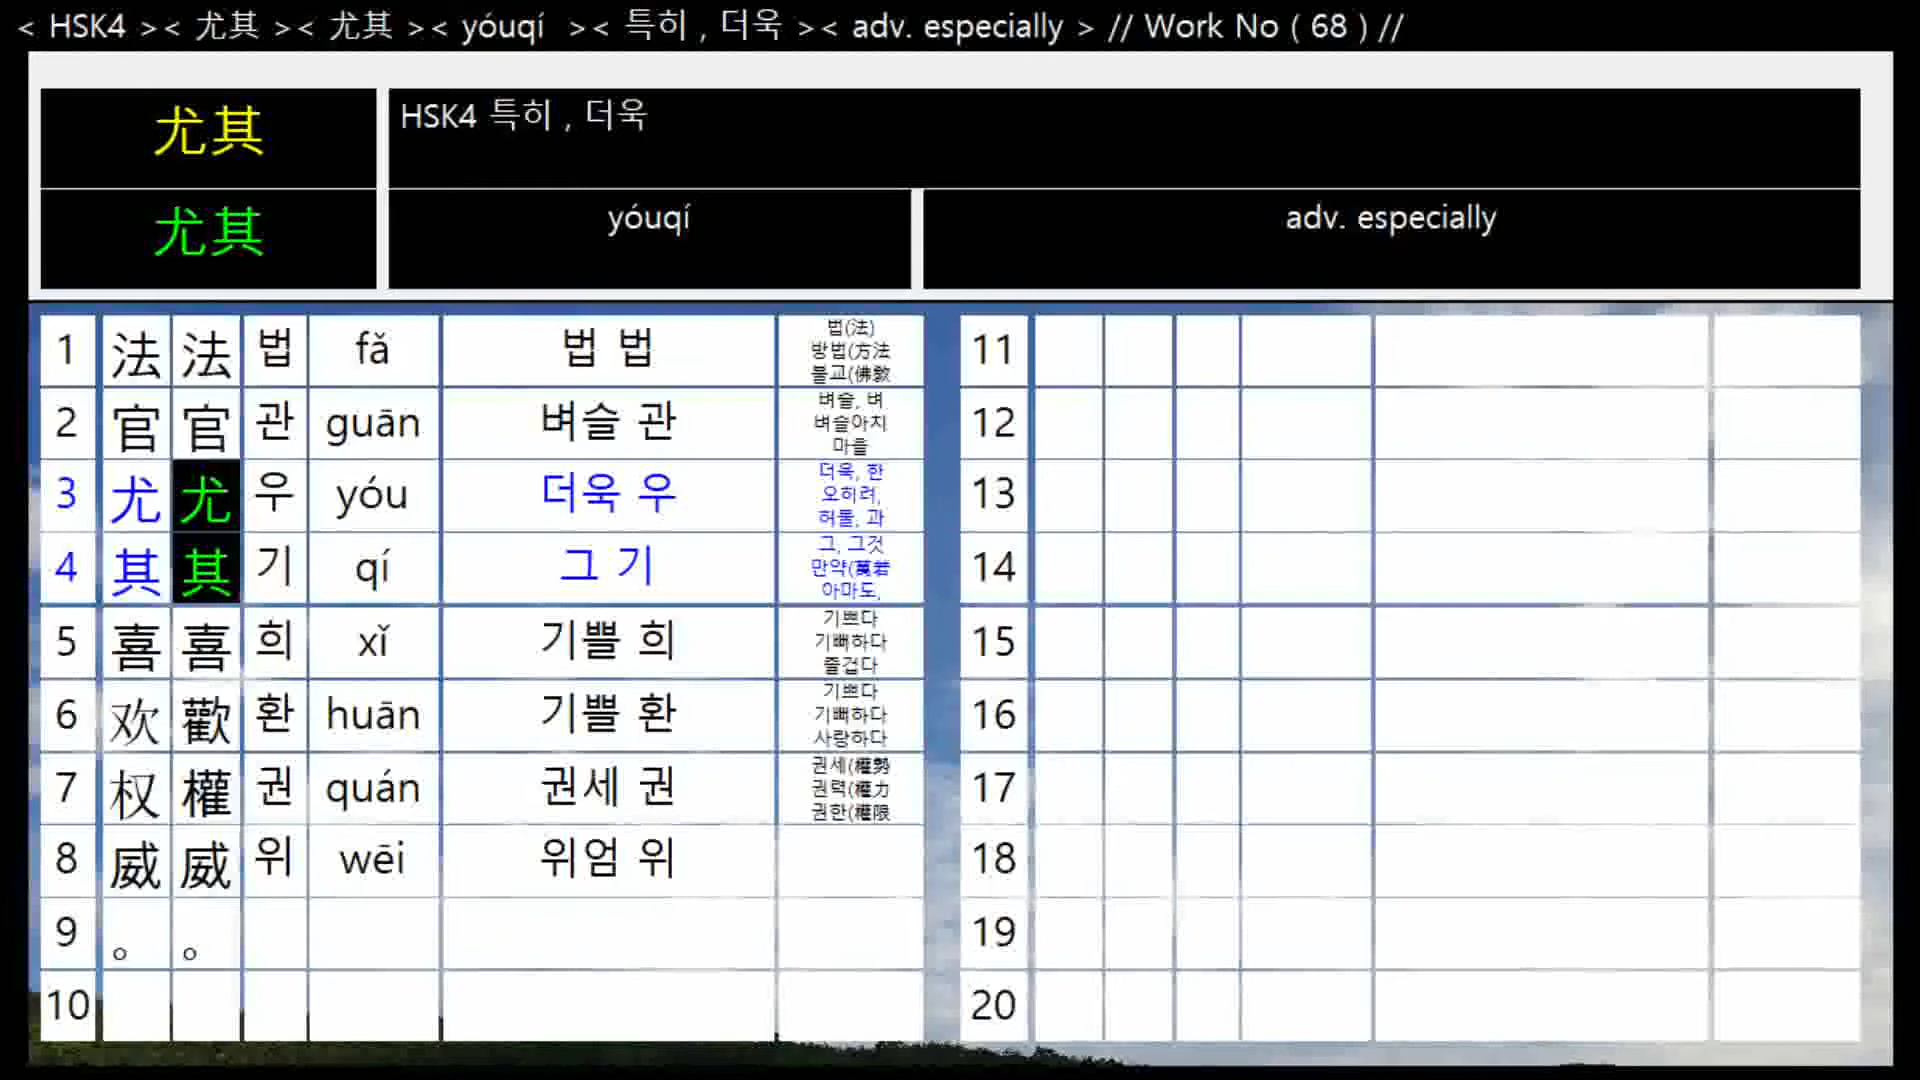 < HSK4 >< 尤其 >< 尤其 >< yóuqí >< 특히 , 더욱 >< adv. especially > // Work No ( 68 ) //
尤其
HSK4 특히 , 더욱
尤其
yóuqí
adv. especially
1 法 法 법 fǎ 법 법 법(法) 방법(方法 불교(佛敎
2 官 官 관 guān 벼슬 관 벼슬, 벼 벼슬아치 마을
3 尤 尤 우 yóu 더욱 우 더욱, 한 오히려, 허물, 과
4 其 其 기 qí 그 기 그, 그것 만약(萬若 아마도,
5 喜 喜 희 xǐ 기쁠 희 기쁘다 기뻐하다 즐겁다
6 欢 歡 환 huān 기쁠 환 기쁘다 기뻐하다 사랑하다
7 权 權 권 quán 권세 권 권세(權勢 권력(權力 권한(權限
8 威 威 위 wēi 위엄 위
9 。 。
10
11
12
13
14
15
16
17
18
19
20